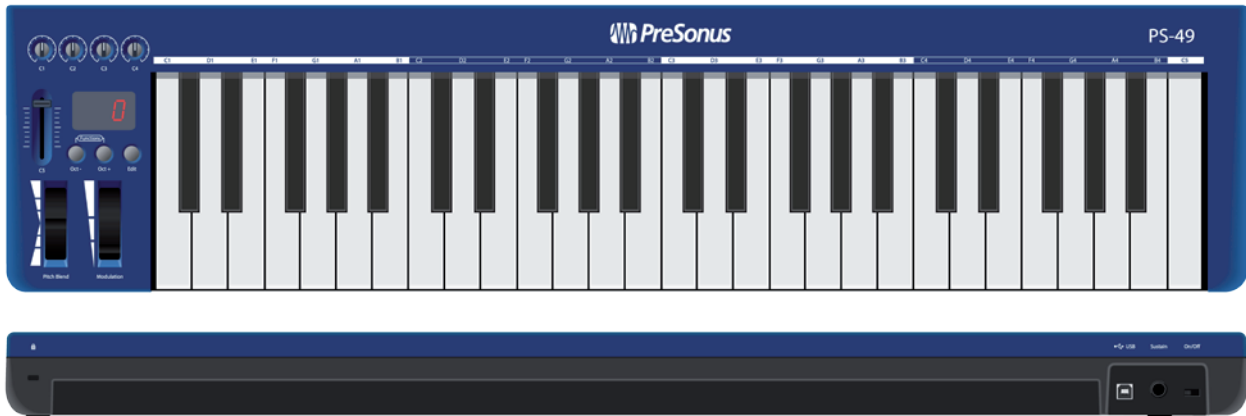 PreSonus
PS-49
C1 C2 C3 C4
C1 D1 E1 F1 G1 A1 B1 C2 D2 E2 F2 G2 A2 B2 C3 D3 E3 F3 G3 A3 B3 C4 D4 E4 F4 G4 A4 B4 C5
0
Oct - Oct + Edit
Pitch Blend Modulation
USB Sustain On/Off